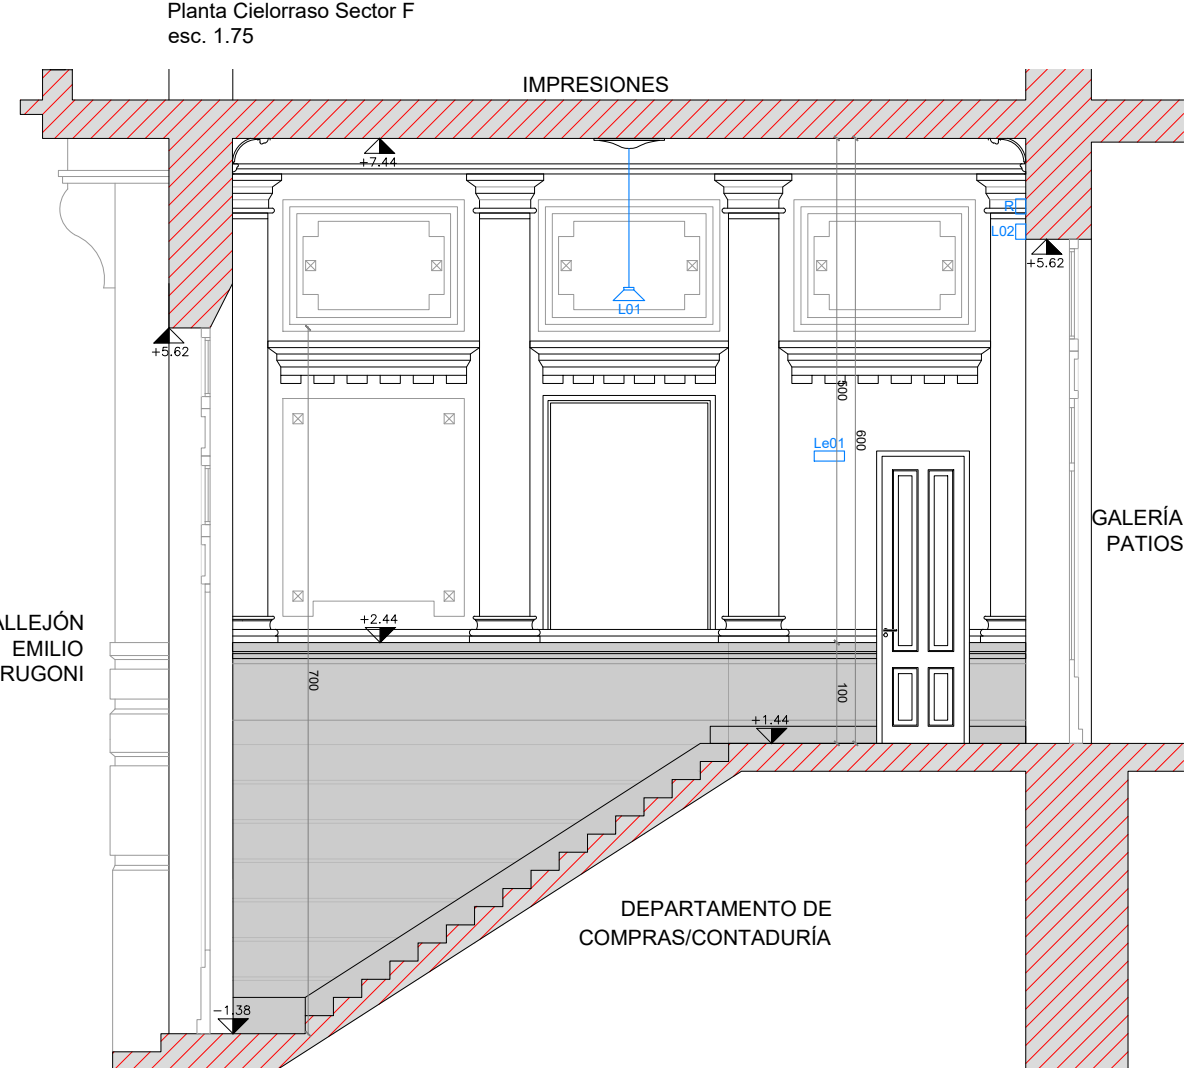 Planta Cielorraso Sector F
esc. 1.75
IMPRESIONES
+7.44
R
L02
+5.62
L01
+5.62
500
Le01
600
GALERÍA
PATIOS
+2.44
ALLEJÓN
EMILIO
RUGONI
700
100
+1.44
DEPARTAMENTO DE
COMPRAS/CONTADURÍA
-1.38